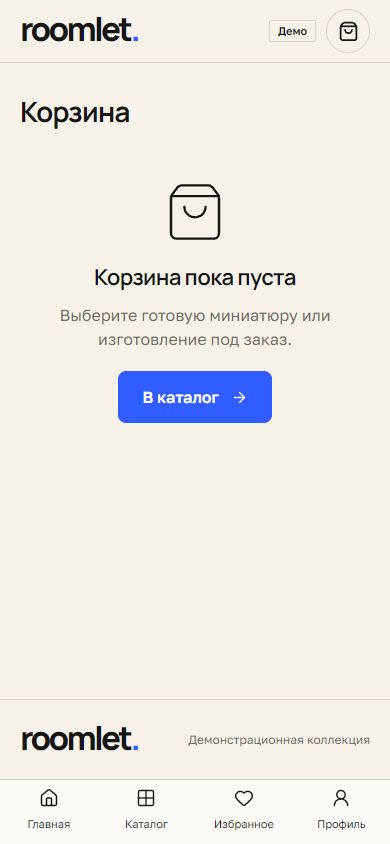 roomlet.
Демо
Корзина
Корзина пока пуста
Выберите готовую миниатюру или
изготовление под заказ.
В каталог →
roomlet.
Демонстрационная коллекция
Главная
Каталог
Избранное
Профиль